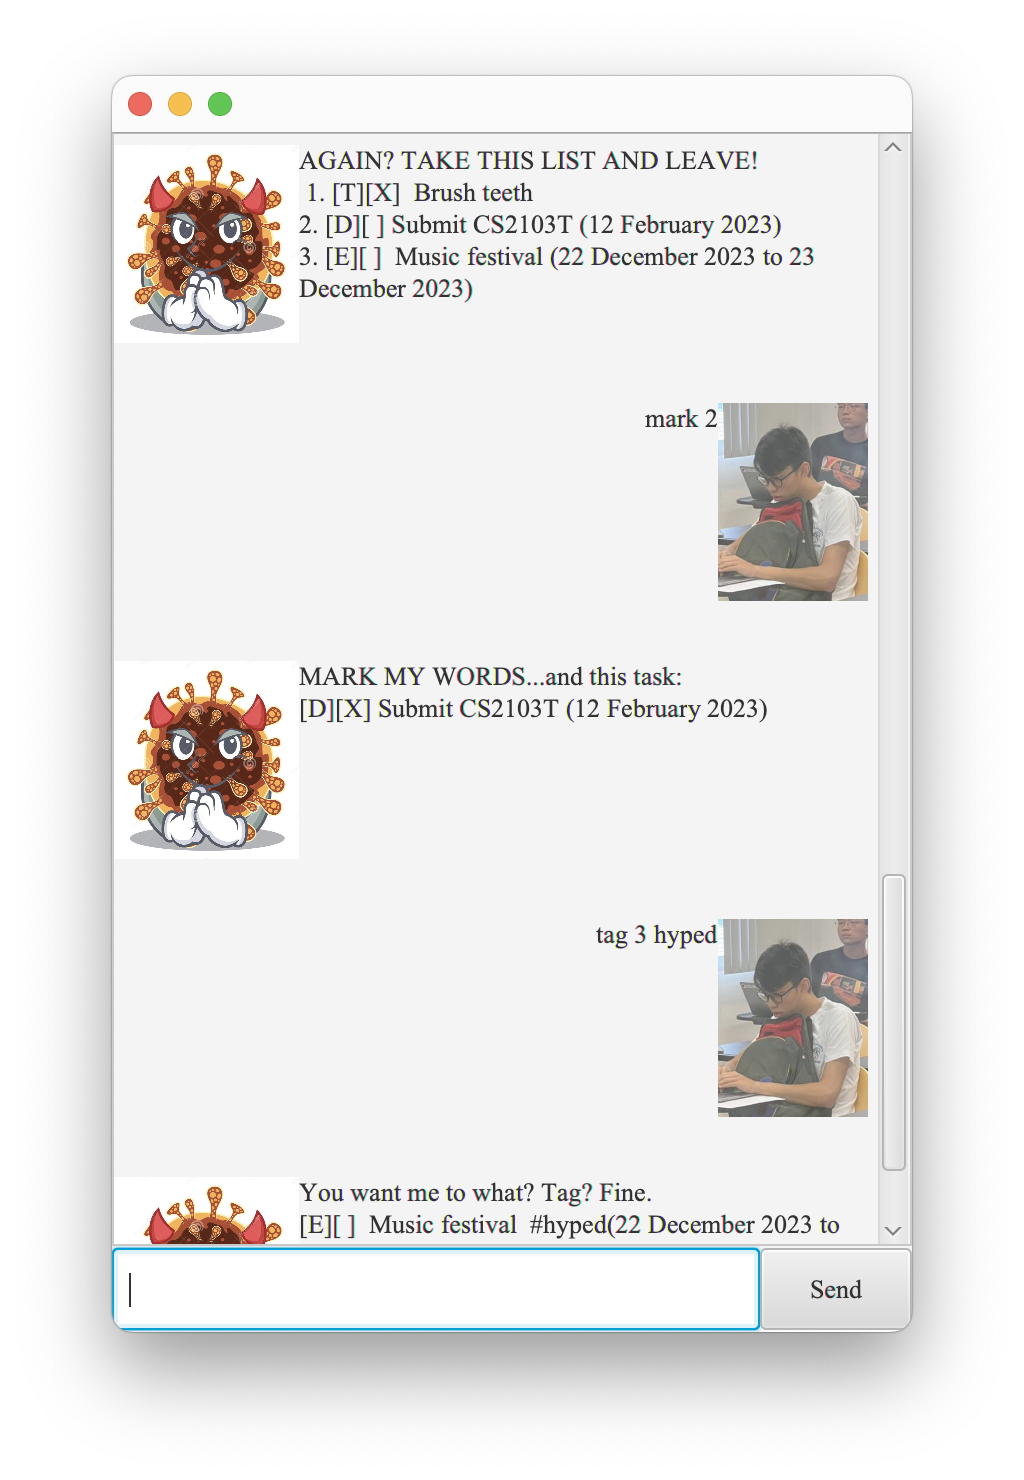 AGAIN? TAKE THIS LIST AND LEAVE!
1. [T][X]  Brush teeth
2. [D][ ] Submit CS2103T (12 February 2023)
3. [E][ ]  Music festival (22 December 2023 to 23
December 2023)
mark 2
MARK MY WORDS...and this task:
[D][X] Submit CS2103T (12 February 2023)
tag 3 hyped
You want me to what? Tag? Fine.
[E][ ]  Music festival  #hyped(22 December 2023 to
Send